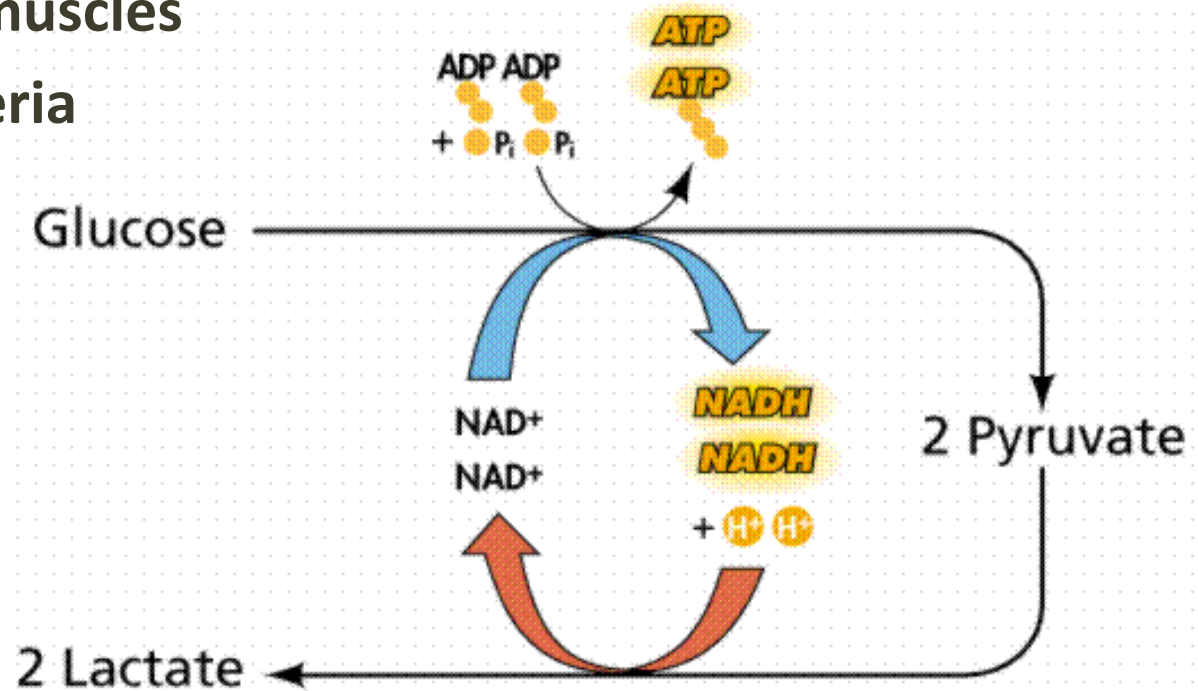 muscles
eria
ADP ADP
+ Pi Pi
ATP
ATP
Glucose
NAD+
NAD+
NADH
NADH
+ H+ H+
2 Pyruvate
2 Lactate